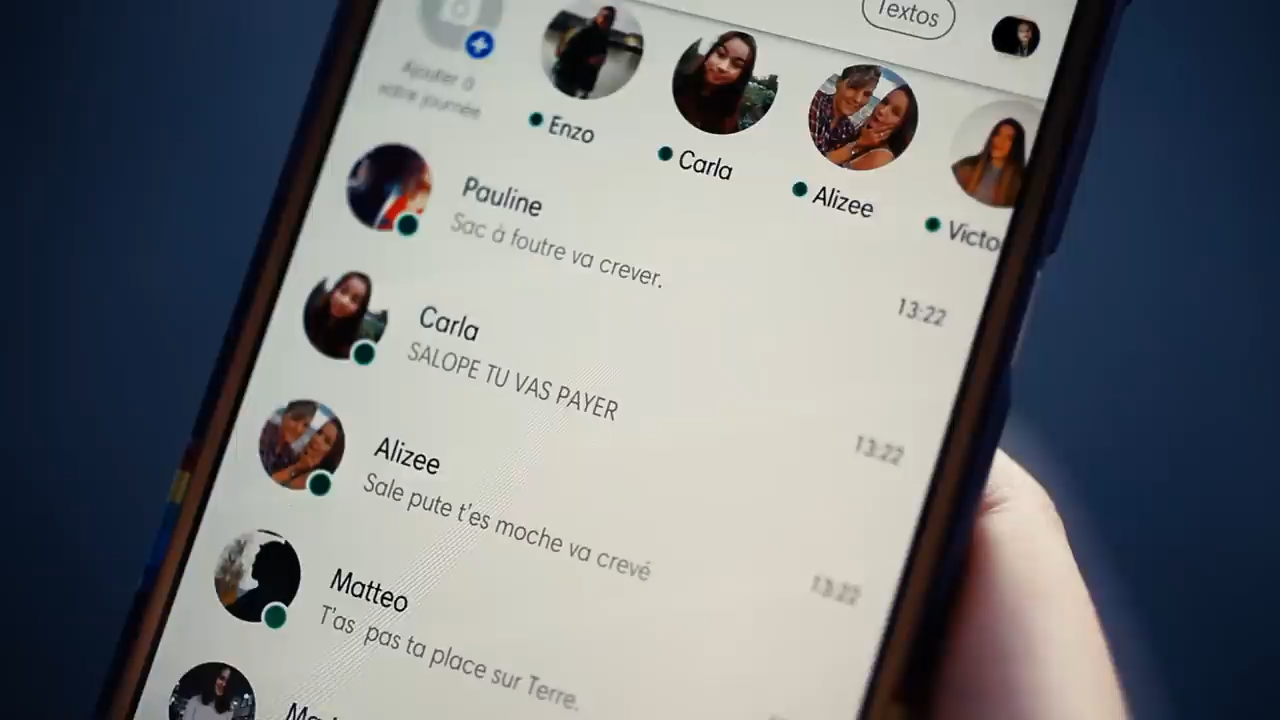 Textos
Ajouter à
votre journée
Enzo
Carla
Alizee
Victo
Pauline
Sac à foutre va crever.
13:22
Carla
SALOPE TU VAS PAYER
13:22
Alizee
Sale pute t'es moche va crevé
13:22
Matteo
T'as pas ta place sur Terre.